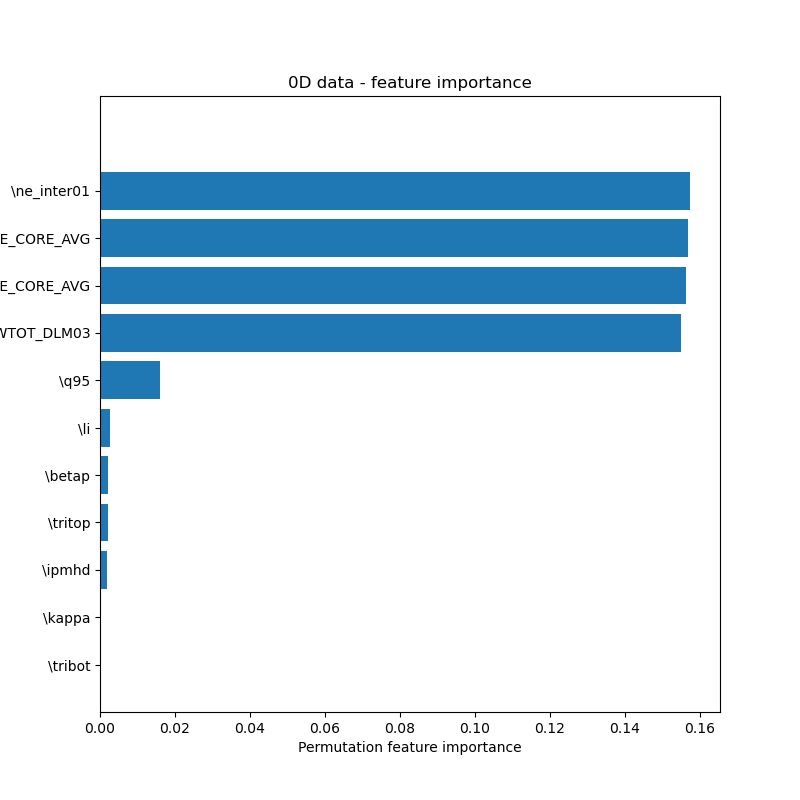 0D data - feature importance
\ne_inter01
E_CORE_AVG
E_CORE_AVG
WTOT_DLM03
\q95
\li
\betap
\tritop
\ipmhd
\kappa
\tribot
0.00 0.02 0.04 0.06 0.08 0.10 0.12 0.14 0.16
Permutation feature importance